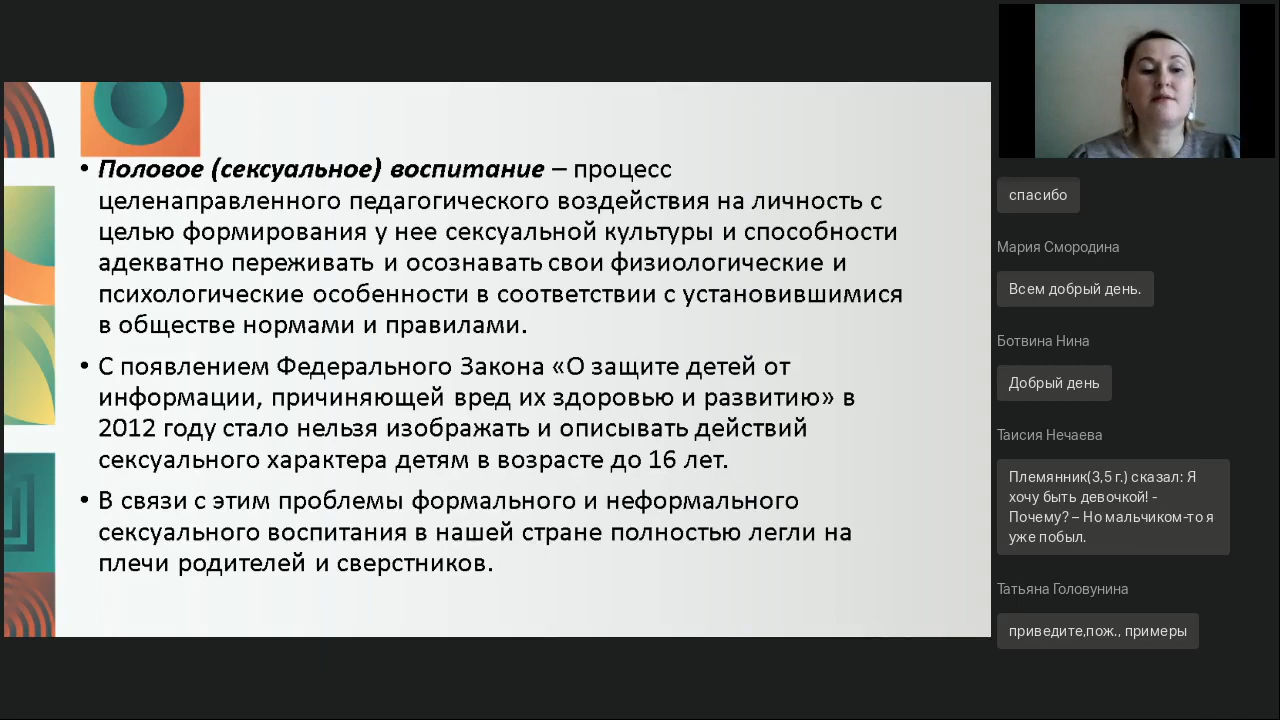 • Половое (сексуальное) воспитание – процесс
целенаправленного педагогического воздействия на личность с
целью формирования у нее сексуальной культуры и способности
адекватно переживать и осознавать свои физиологические и
психологические особенности в соответствии с установившимися
в обществе нормами и правилами.
• С появлением Федерального Закона «О защите детей от
информации, причиняющей вред их здоровью и развитию» в
2012 году стало нельзя изображать и описывать действий
сексуального характера детям в возрасте до 16 лет.
• В связи с этим проблемы формального и неформального
сексуального воспитания в нашей стране полностью легли на
плечи родителей и сверстников.
спасибо
Мария Смородина
Всем добрый день.
Ботвина Нина
Добрый день
Таисия Нечаева
Племянник(3,5 г.) сказал: Я
хочу быть девочкой! -
Почему? – Но мальчиком-то я
уже побыл.
Татьяна Головунина
приведите,пож., примеры